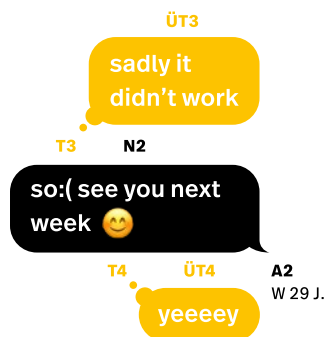 ÜT3
sadly it
didn’t work
T3 N2
so:( see you next
week 😊
T4 ÜT4
A2
W 29 J.
yeeeey